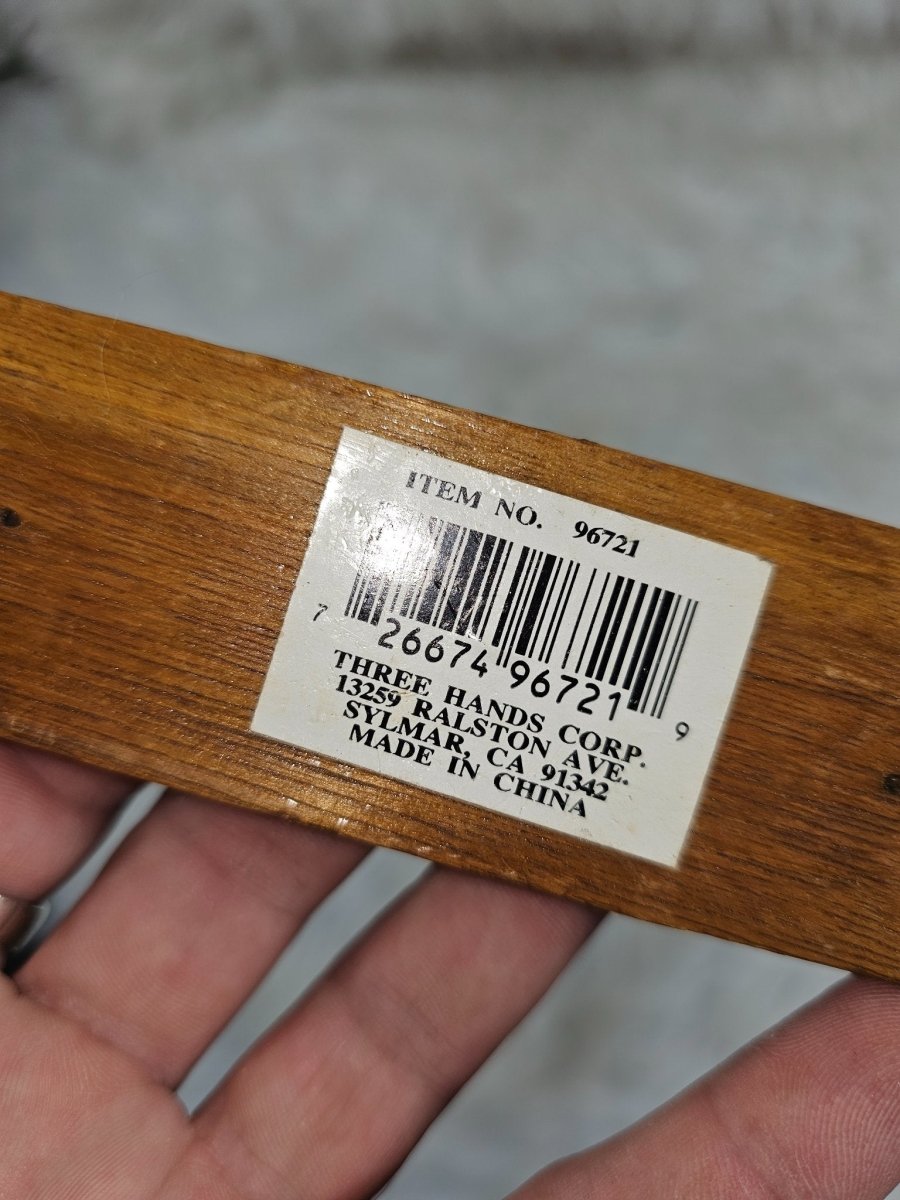 ITEM NO. 96721
7 26674 96721 9
THREE HANDS CORP.
13259 RALSTON AVE.
SYLMAR, CA 91342
MADE IN CHINA